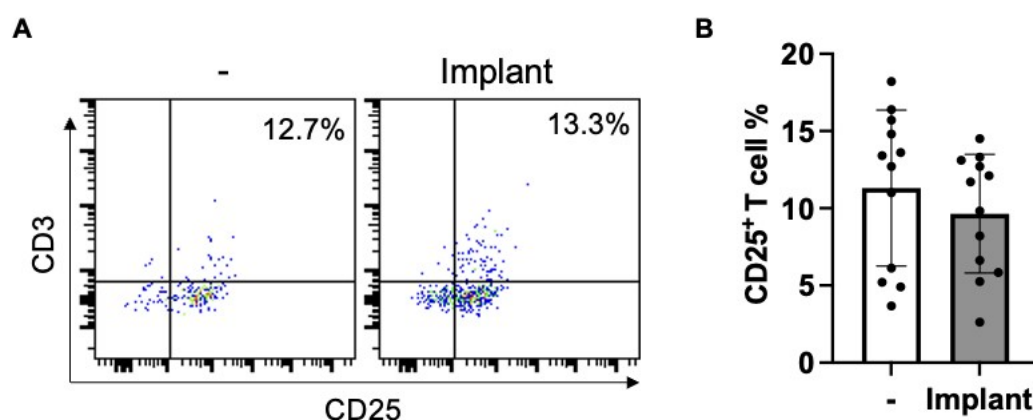 A
-
Implant
12.7%
13.3%
CD3
CD25
B
CD25⁺ T cell %
20
15
10
5
0
-
Implant